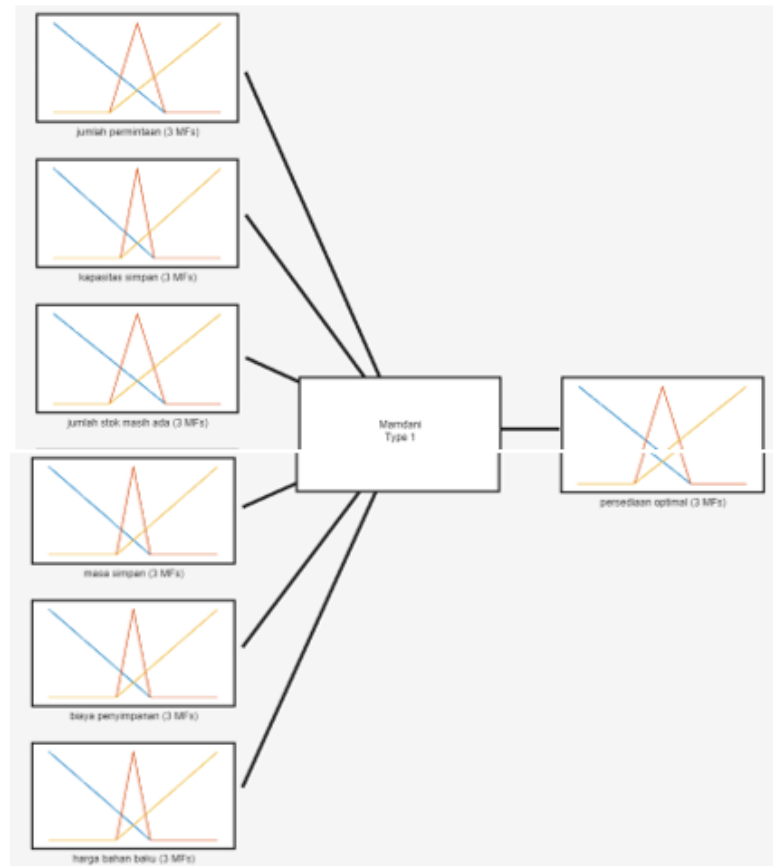 jumlah permintaan (3 MFs)
kapasitas simpan (3 MFs)
jumlah stok masih ada (3 MFs)
Mamdani
Type 1
persediaan optimal (3 MFs)
masa simpan (3 MFs)
biaya penyimpanan (3 MFs)
harga bahan baku (3 MFs)